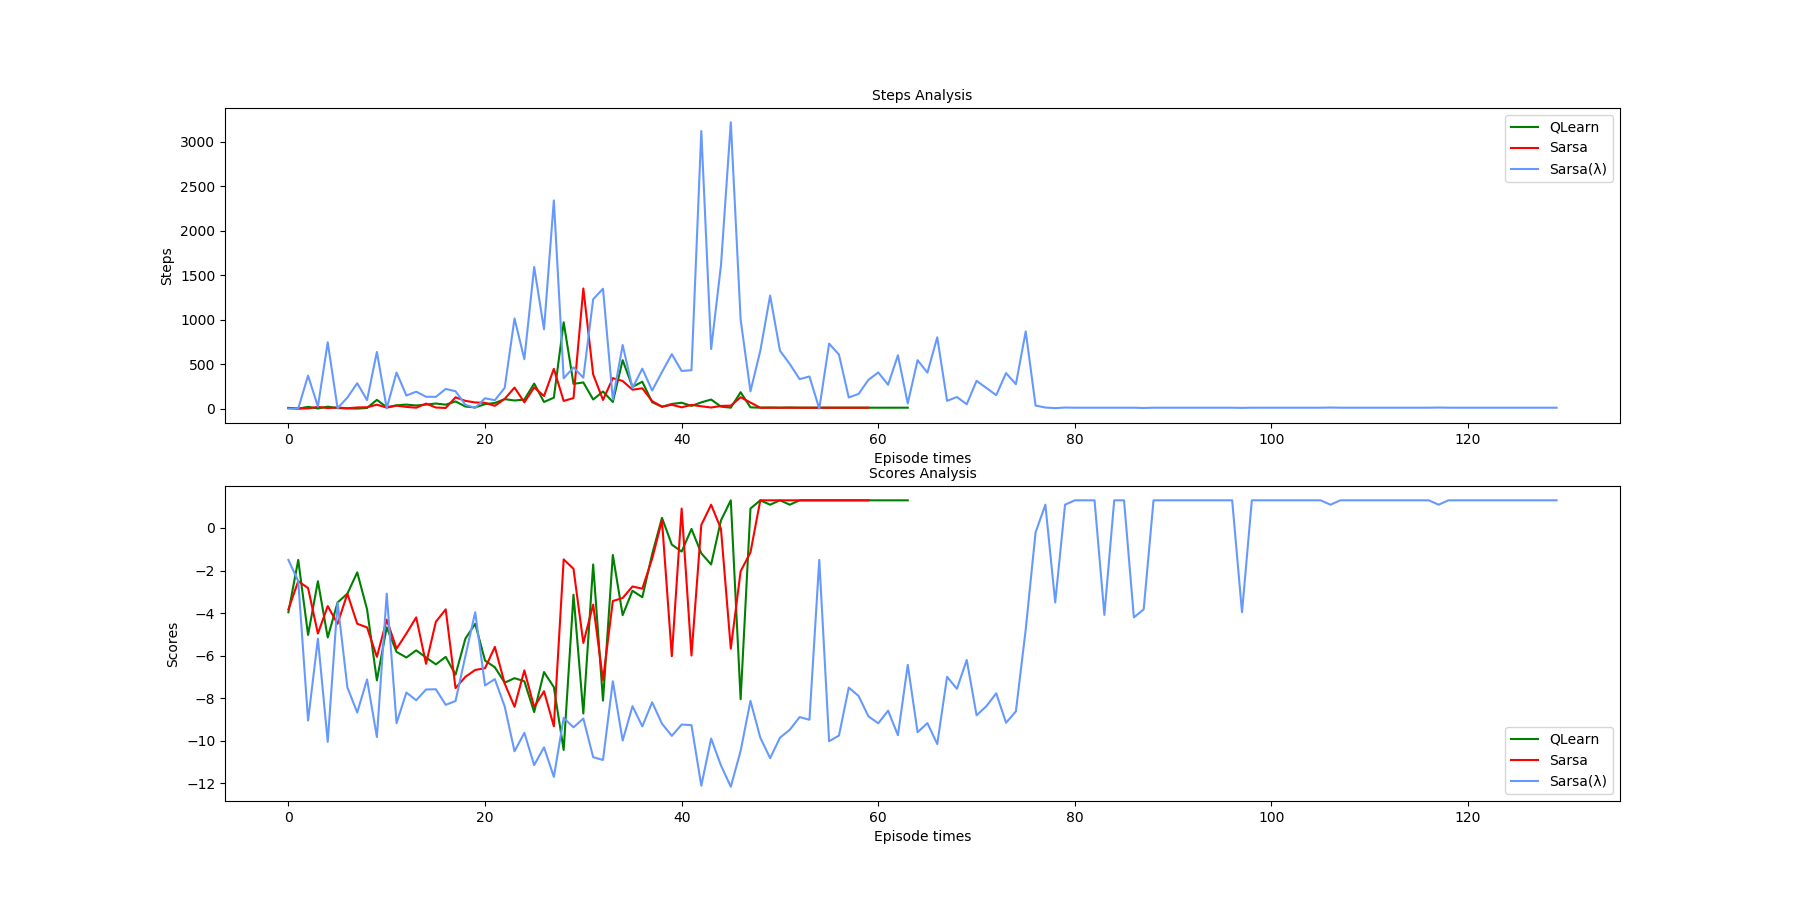 Steps Analysis
3000
2500
2000
1500
1000
500
0
Steps
QLearn
Sarsa
Sarsa(λ)
0 20 40 60 80 100 120
Episode times
Scores Analysis
0
−2
−4
−6
−8
−10
−12
Scores
QLearn
Sarsa
Sarsa(λ)
0 20 40 60 80 100 120
Episode times